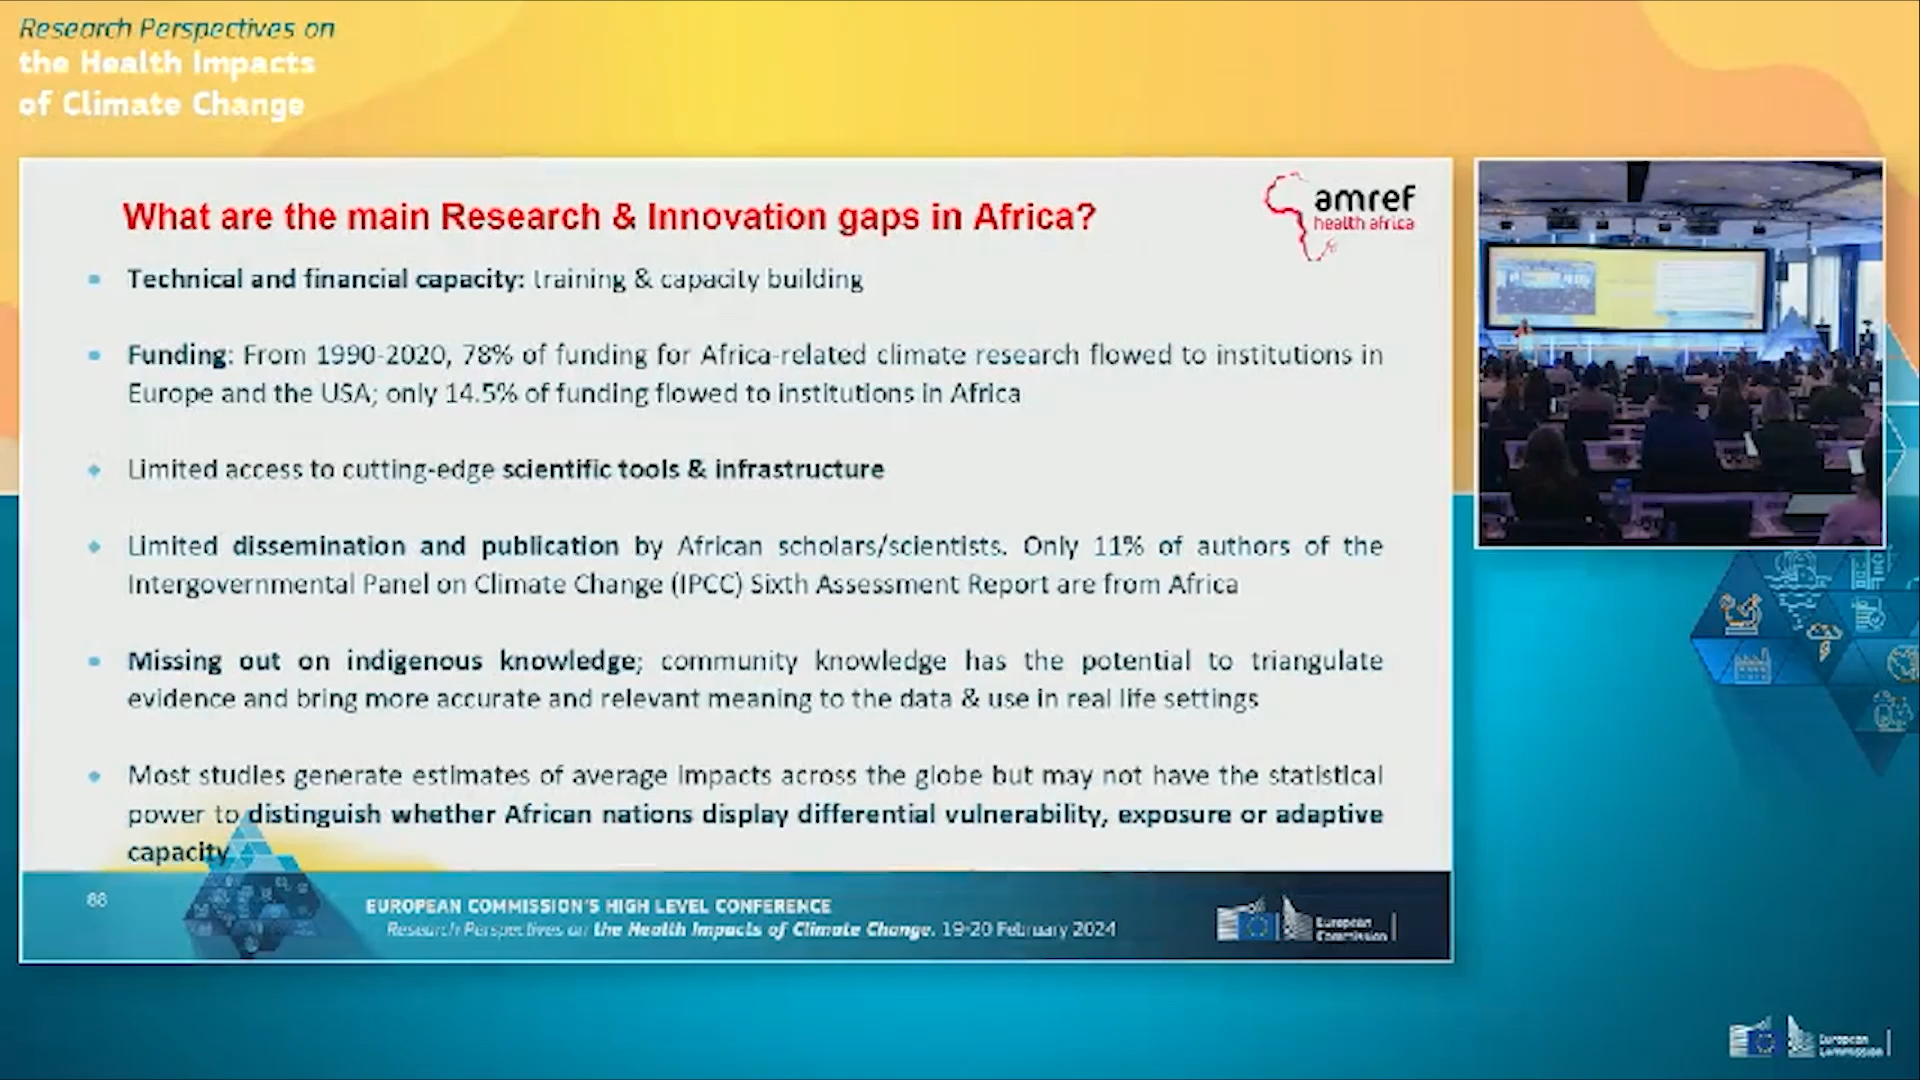 Research Perspectives on
the Health Impacts
of Climate Change
What are the main Research & Innovation gaps in Africa?
amref
health africa
Technical and financial capacity: training & capacity building
Funding: From 1990-2020, 78% of funding for Africa-related climate research flowed to institutions in
Europe and the USA; only 14.5% of funding flowed to institutions in Africa
Limited access to cutting-edge scientific tools & infrastructure
Limited dissemination and publication by African scholars/scientists. Only 11% of authors of the
Intergovernmental Panel on Climate Change (IPCC) Sixth Assessment Report are from Africa
Missing out on indigenous knowledge; community knowledge has the potential to triangulate
evidence and bring more accurate and relevant meaning to the data & use in real life settings
Most studies generate estimates of average impacts across the globe but may not have the statistical
power to distinguish whether African nations display differential vulnerability, exposure or adaptive
capacity
88
EUROPEAN COMMISSION'S HIGH LEVEL CONFERENCE
Research Perspectives on the Health Impacts of Climate Change. 19-20 February 2024
European
Commission
European
Commission